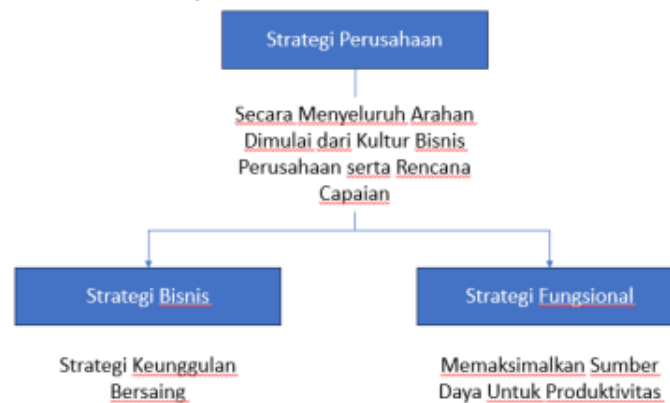 Strategi Perusahaan
Secara Menyeluruh Arahan
Dimulai dari Kultur Bisnis
Perusahaan serta Rencana
Capaian
Strategi Bisnis
Strategi Keunggulan
Bersaing
Strategi Fungsional
Memaksimalkan Sumber
Daya Untuk Produktivitas